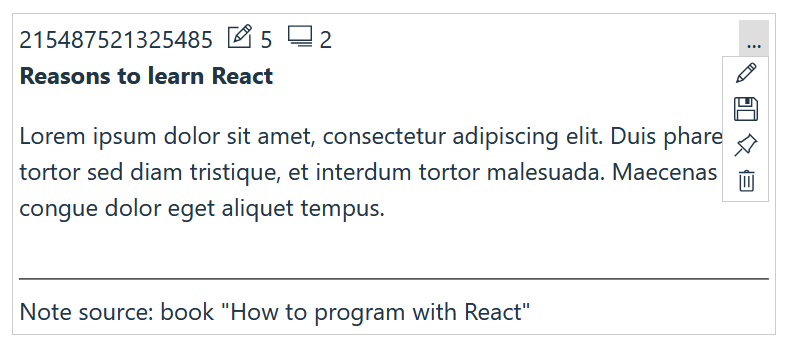 215487521325485 5 2 ...
Reasons to learn React
Lorem ipsum dolor sit amet, consectetur adipiscing elit. Duis phare
tortor sed diam tristique, et interdum tortor malesuada. Maecenas
congue dolor eget aliquet tempus.
Note source: book "How to program with React"